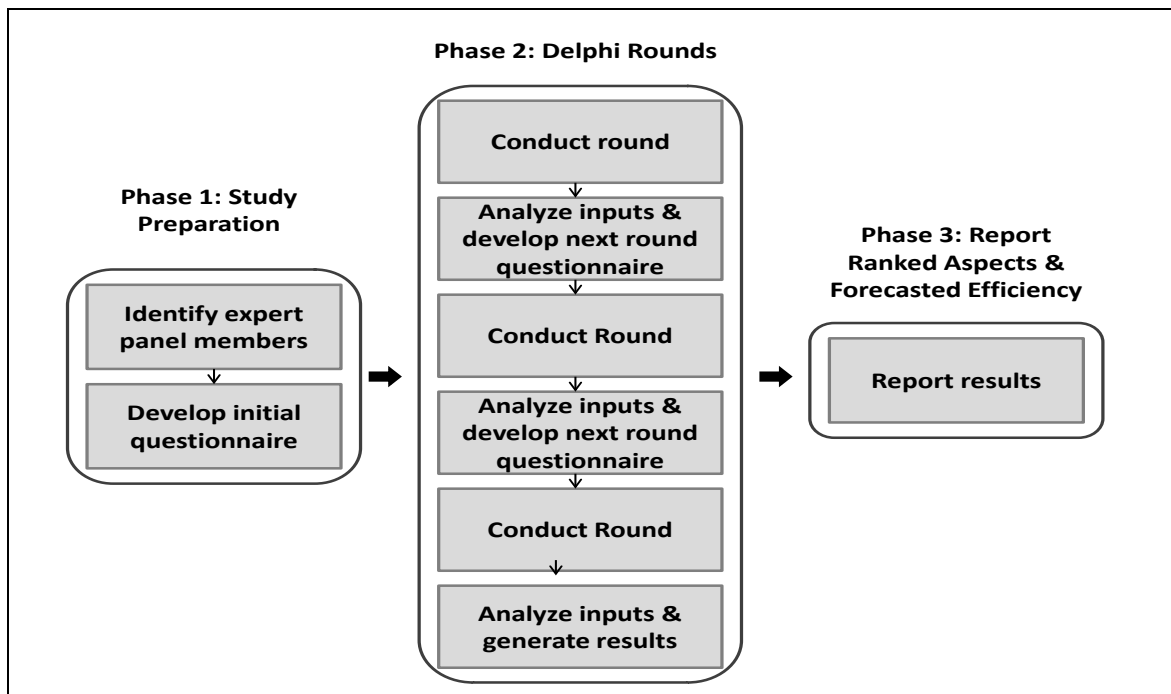 Phase 1: Study
Preparation
Identify expert
panel members
Develop initial
questionnaire
Phase 2: Delphi Rounds
Conduct round
Analyze inputs &
develop next round
questionnaire
Conduct Round
Analyze inputs &
develop next round
questionnaire
Conduct Round
Analyze inputs &
generate results
Phase 3: Report
Ranked Aspects &
Forecasted Efficiency
Report results